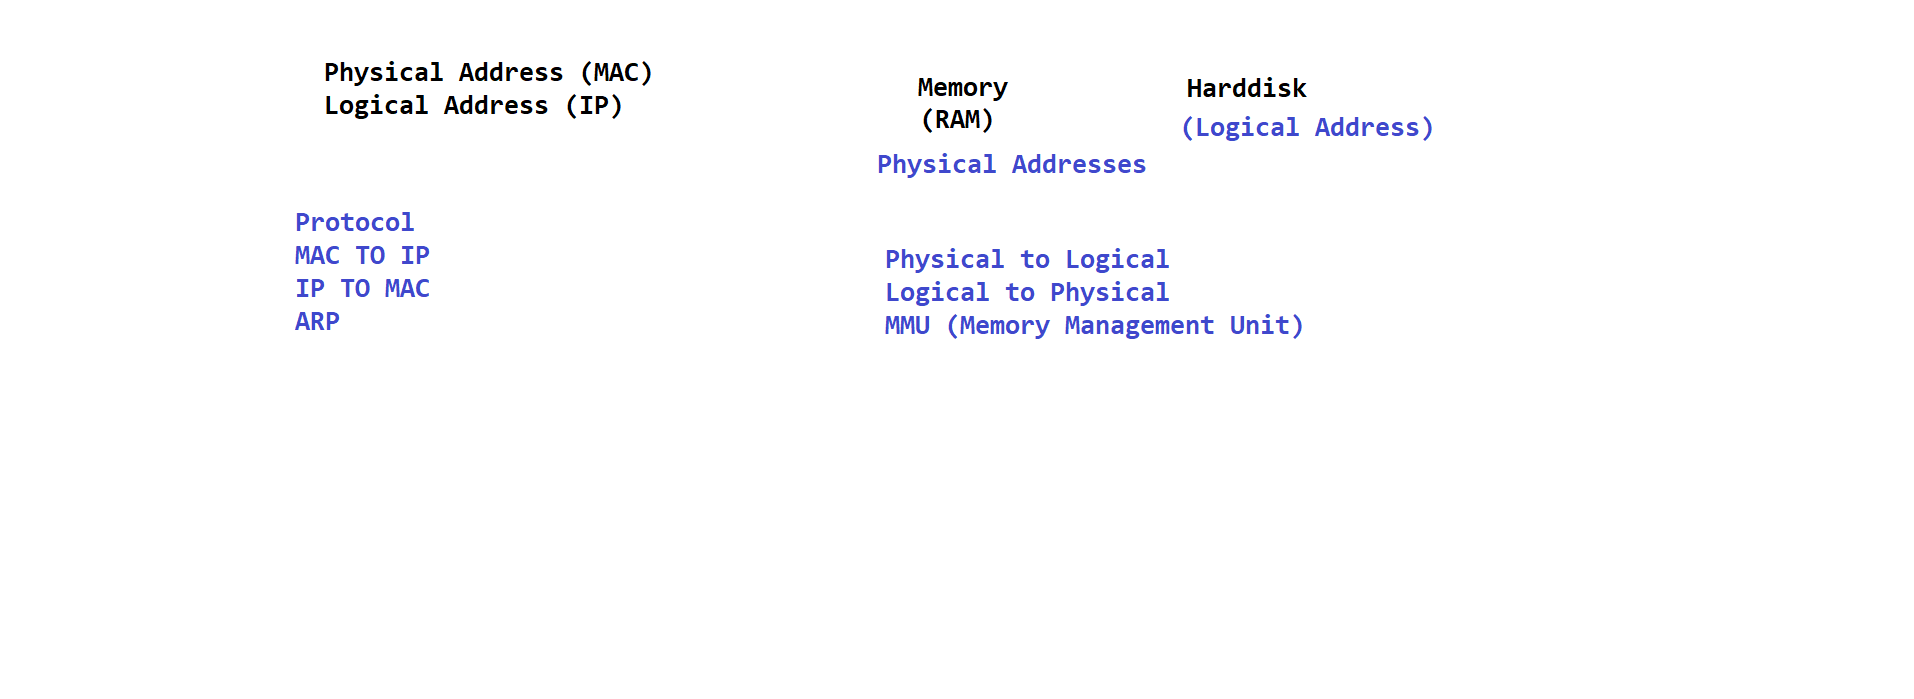 Physical Address (MAC)
Logical Address (IP)
Protocol
MAC TO IP
IP TO MAC
ARP
Memory
(RAM)
Physical Addresses
Harddisk
(Logical Address)
Physical to Logical
Logical to Physical
MMU (Memory Management Unit)